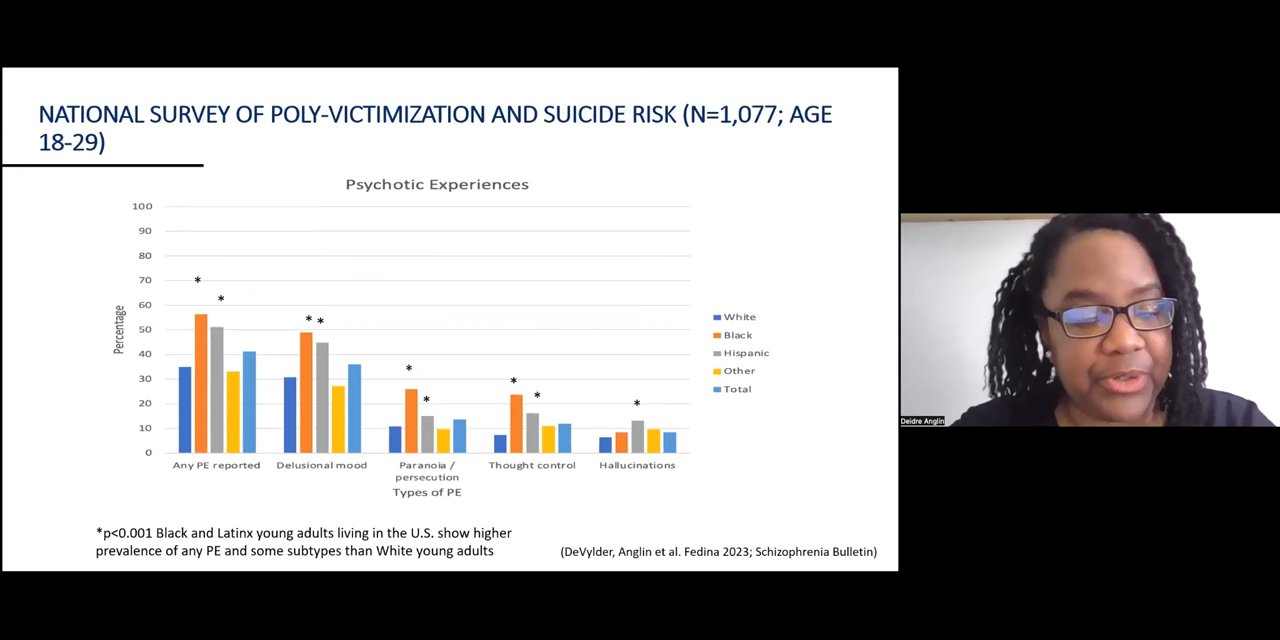 NATIONAL SURVEY OF POLY-VICTIMIZATION AND SUICIDE RISK (N=1,077; AGE
18-29)
Psychotic Experiences
100
90
80
70
60
50
40
30
20
10
0
Percentage
* * * * * * * * *
Any PE reported
Delusional mood
Paranoia /
persecution
Thought control
Hallucinations
Types of PE
White
Black
Hispanic
Other
Total
*p<0.001 Black and Latinx young adults living in the U.S. show higher
prevalence of any PE and some subtypes than White young adults
(DeVylder, Anglin et al. Fedina 2023; Schizophrenia Bulletin)
Deidre Anglin